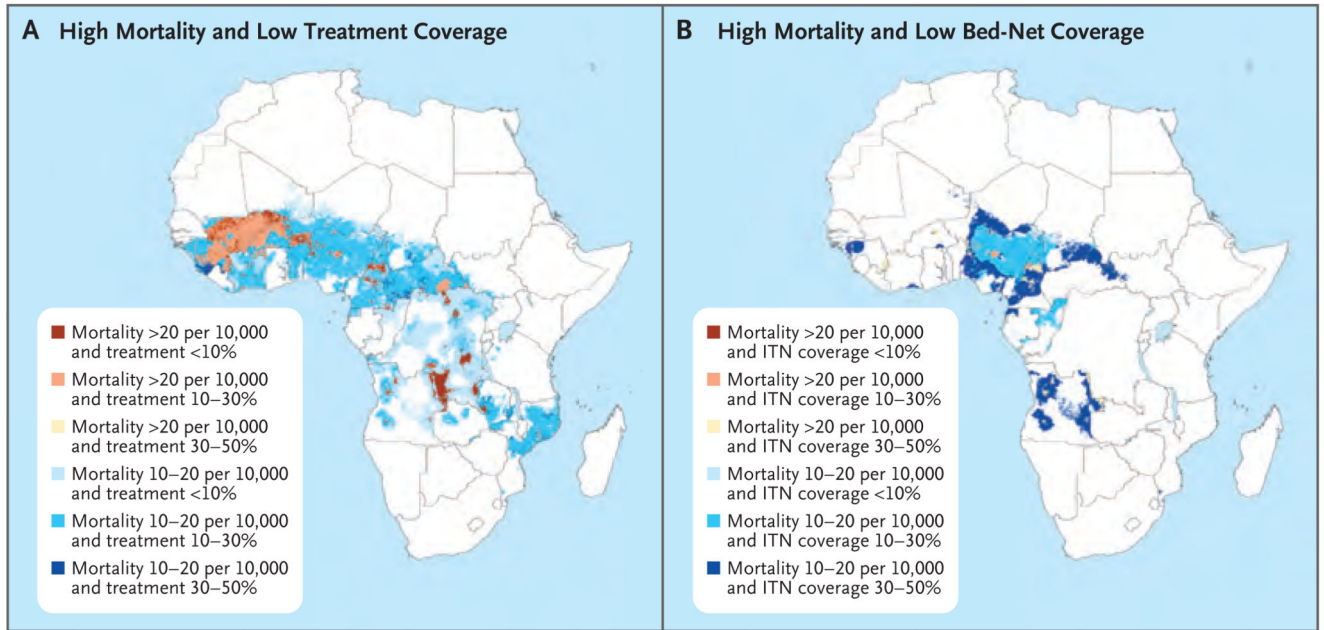 A High Mortality and Low Treatment Coverage
Mortality >20 per 10,000
and treatment <10%
Mortality >20 per 10,000
and treatment 10–30%
Mortality >20 per 10,000
and treatment 30–50%
Mortality 10–20 per 10,000
and treatment <10%
Mortality 10–20 per 10,000
and treatment 10–30%
Mortality 10–20 per 10,000
and treatment 30–50%
B High Mortality and Low Bed-Net Coverage
Mortality >20 per 10,000
and ITN coverage <10%
Mortality >20 per 10,000
and ITN coverage 10–30%
Mortality >20 per 10,000
and ITN coverage 30–50%
Mortality 10–20 per 10,000
and ITN coverage <10%
Mortality 10–20 per 10,000
and ITN coverage 10–30%
Mortality 10–20 per 10,000
and ITN coverage 30–50%